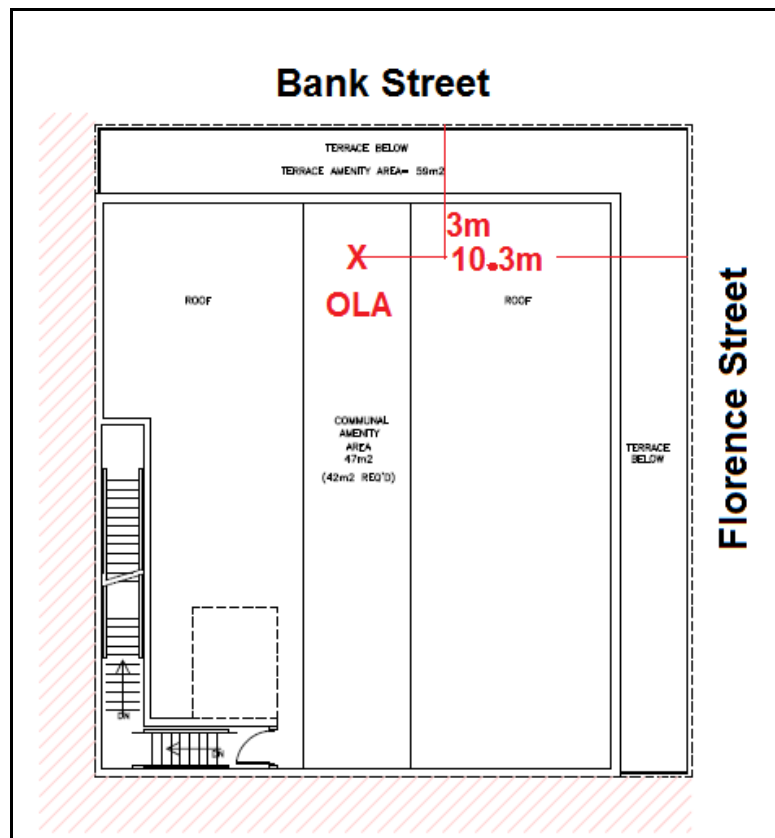 Bank Street
TERRACE BELOW
TERRACE AMENITY AREA= 59m2
3m
X
10.3m
OLA
ROOF
ROOF
Florence Street
COMMUNAL
AMENITY
AREA
47m2
(42m2 REQ'D)
TERRACE
BELOW
DN
DN